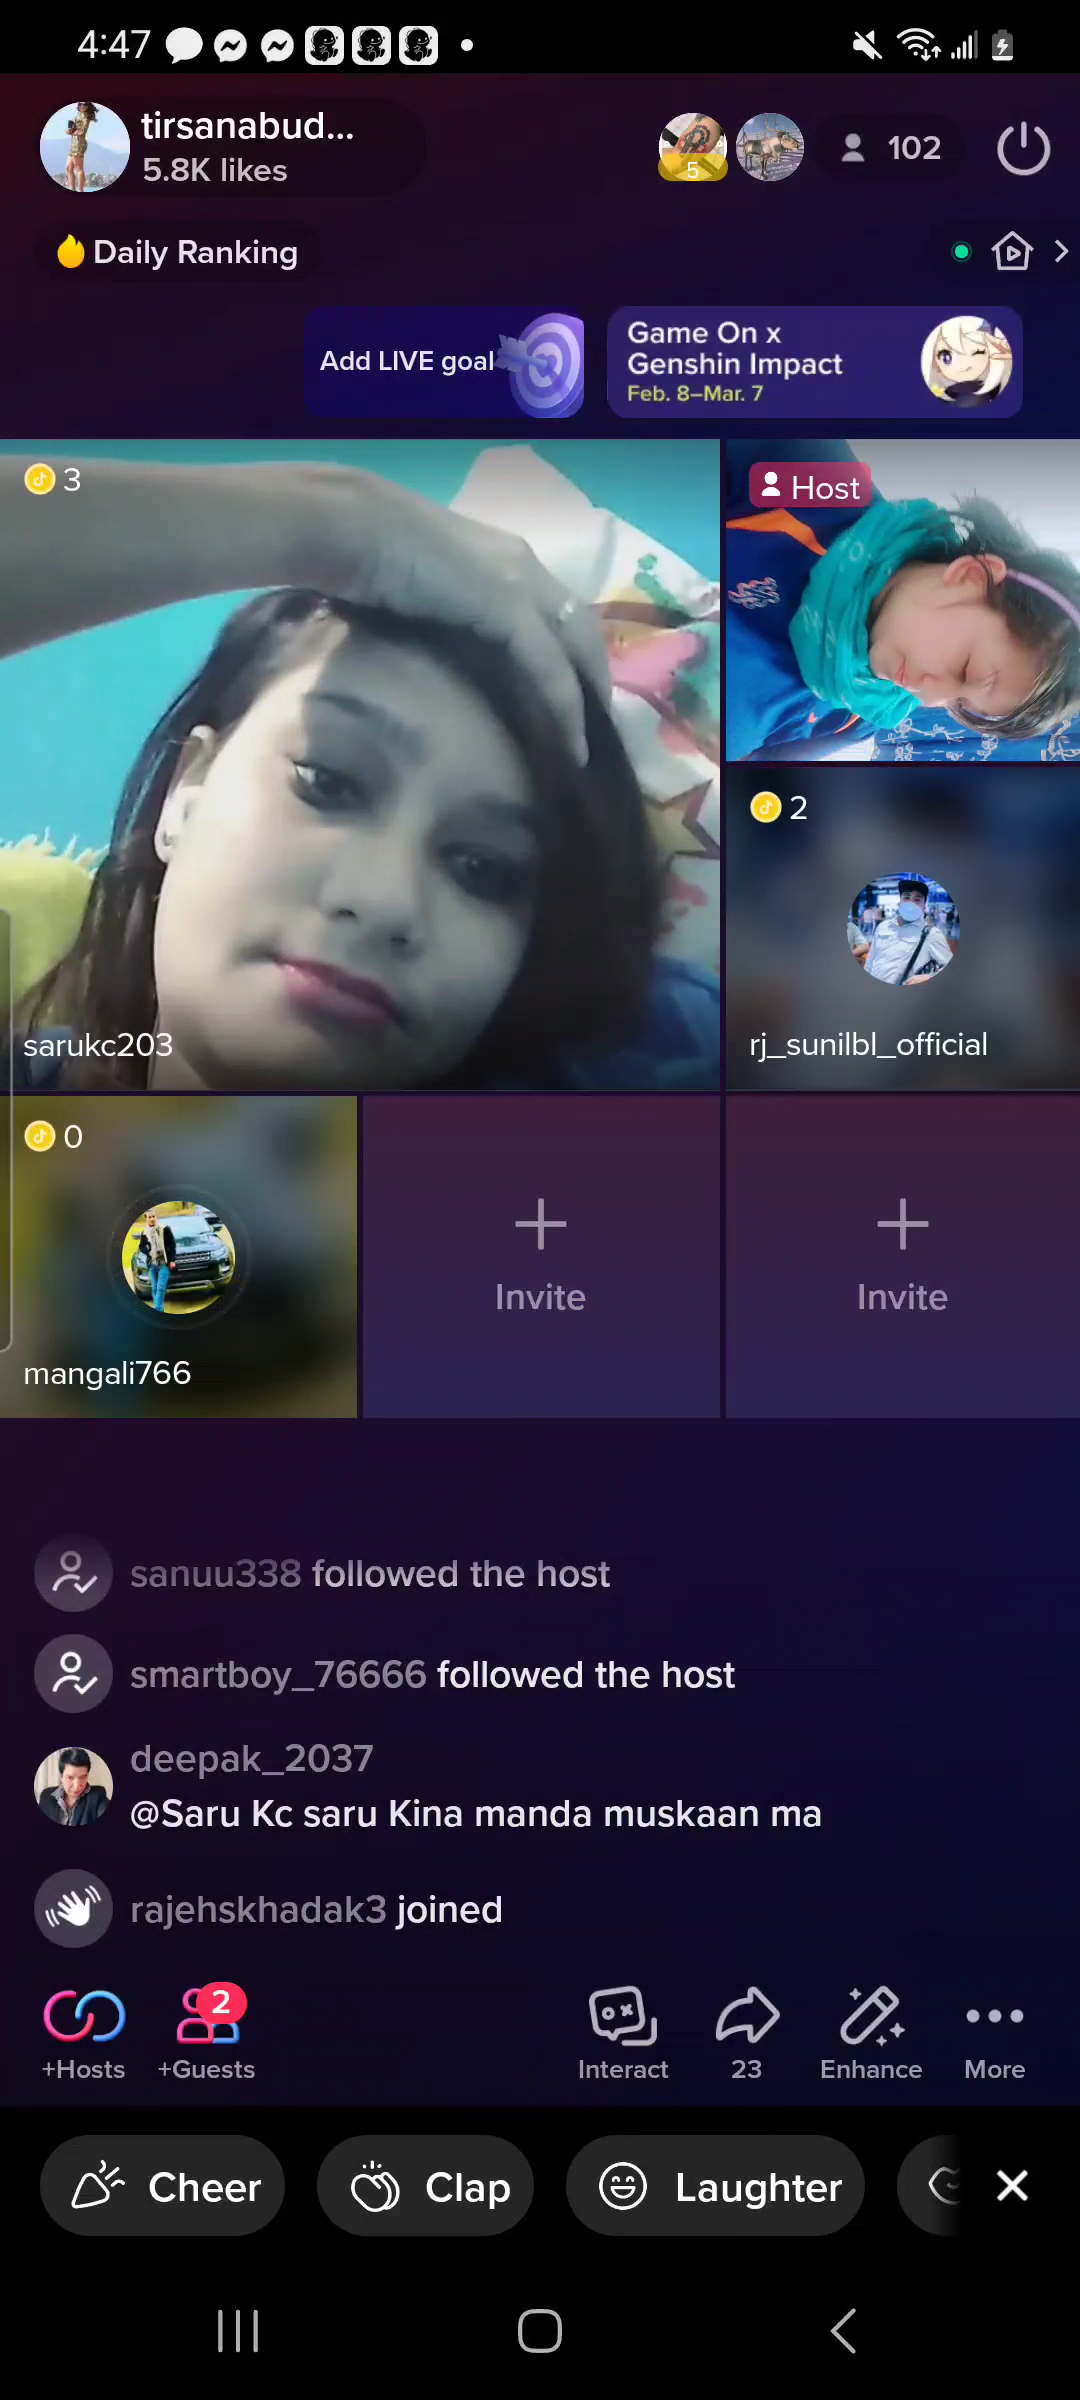 4:47
tirsanabud...
5.8K likes
5
102
Daily Ranking
Add LIVE goal
Game On x
Genshin Impact
Feb. 8–Mar. 7
3
Host
2
sarukc203
rj_sunilbl_official
0
Invite
Invite
mangali766
sanuu338 followed the host
smartboy_76666 followed the host
deepak_2037
@Saru Kc saru Kina manda muskaan ma
rajehskhadak3 joined
2
+Hosts
+Guests
Interact
23
Enhance
More
Cheer
Clap
Laughter